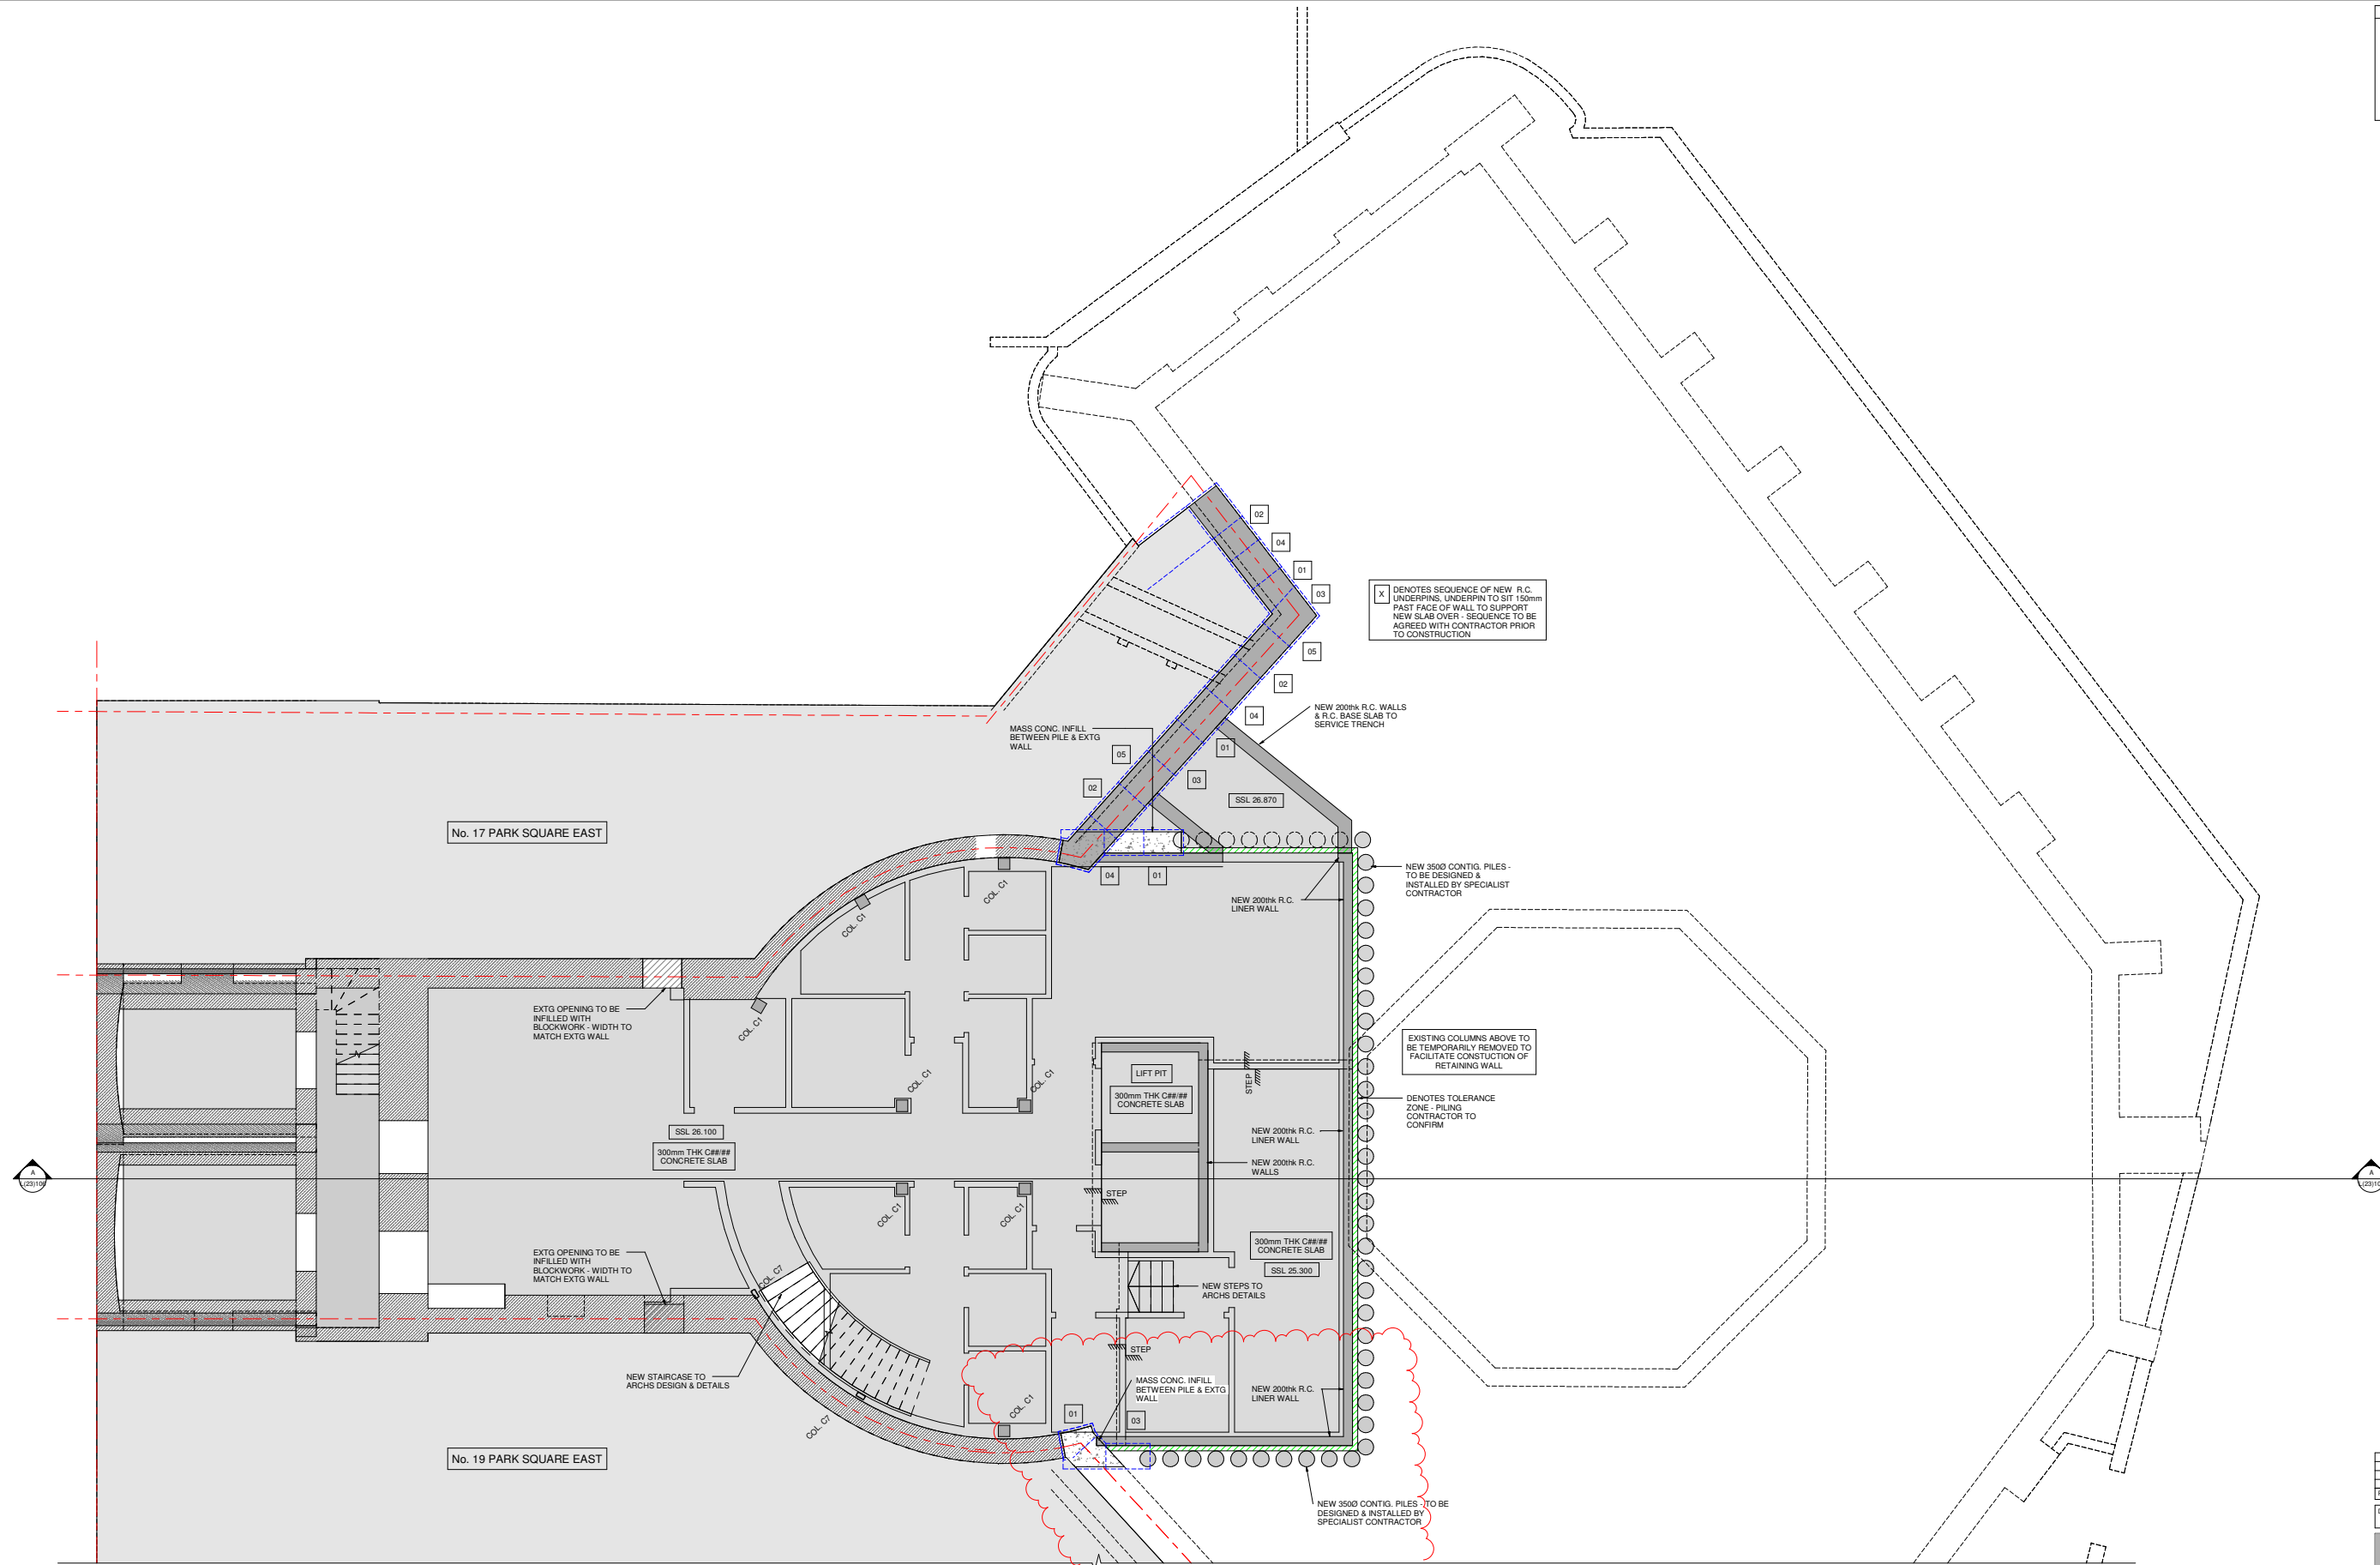 02
04
01
03
X
DENOTES SEQUENCE OF NEW R.C.
UNDERPINS, UNDERPIN TO SIT 150mm
PAST FACE OF WALL TO SUPPORT
NEW SLAB OVER - SEQUENCE TO BE
AGREED WITH CONTRACTOR PRIOR
TO CONSTRUCTION
05
02
04
NEW 200thk R.C. WALLS
& R.C. BASE SLAB TO
SERVICE TRENCH
MASS CONC. INFILL
BETWEEN PILE & EXTG
WALL
01
05
03
02
SSL 26.870
No. 17 PARK SQUARE EAST
04
01
NEW 350Ø CONTIG. PILES -
TO BE DESIGNED &
INSTALLED BY SPECIALIST
CONTRACTOR
NEW 200thk R.C.
LINER WALL
COL. C1
COL. C1
COL. C1
EXTG OPENING TO BE
INFILLED WITH
BLOCKWORK - WIDTH TO
MATCH EXTG WALL
EXISTING COLUMNS ABOVE TO
BE TEMPORARILY REMOVED TO
FACILITATE CONSTUCTION OF
RETAINING WALL
LIFT PIT
300mm THK C##/##
CONCRETE SLAB
STEP
COL. C1
COL. C1
DENOTES TOLERANCE
ZONE - PILING
CONTRACTOR TO
CONFIRM
SSL 26.100
300mm THK C##/##
CONCRETE SLAB
NEW 200thk R.C.
LINER WALL
NEW 200thk R.C.
WALLS
A
A
STEP
COL. C1
COL. C1
300mm THK C##/##
CONCRETE SLAB
SSL 25.300
EXTG OPENING TO BE
INFILLED WITH
BLOCKWORK - WIDTH TO
MATCH EXTG WALL
COL. C7
NEW STEPS TO
ARCHS DETAILS
STEP
NEW STAIRCASE TO
ARCHS DESIGN & DETAILS
MASS CONC. INFILL
BETWEEN PILE & EXTG
WALL
NEW 200thk R.C.
LINER WALL
COL. C1
COL. C7
01
03
No. 19 PARK SQUARE EAST
NEW 350Ø CONTIG. PILES - TO BE
DESIGNED & INSTALLED BY
SPECIALIST CONTRACTOR